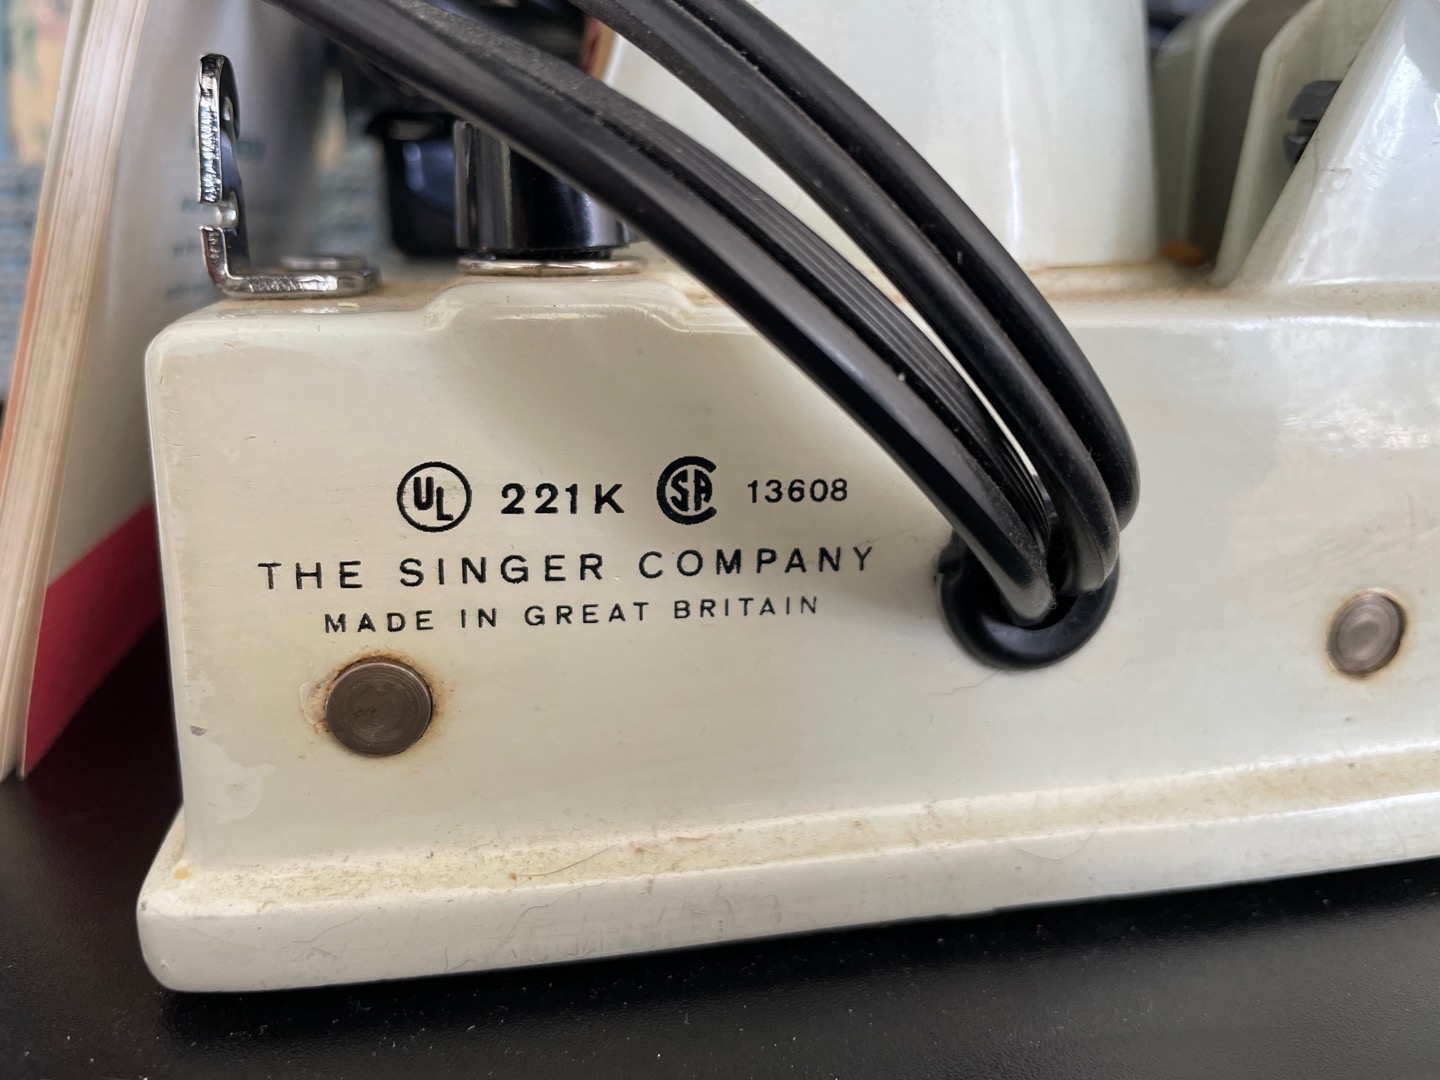 UL 221K SA 13608
THE SINGER COMPANY
MADE IN GREAT BRITAIN